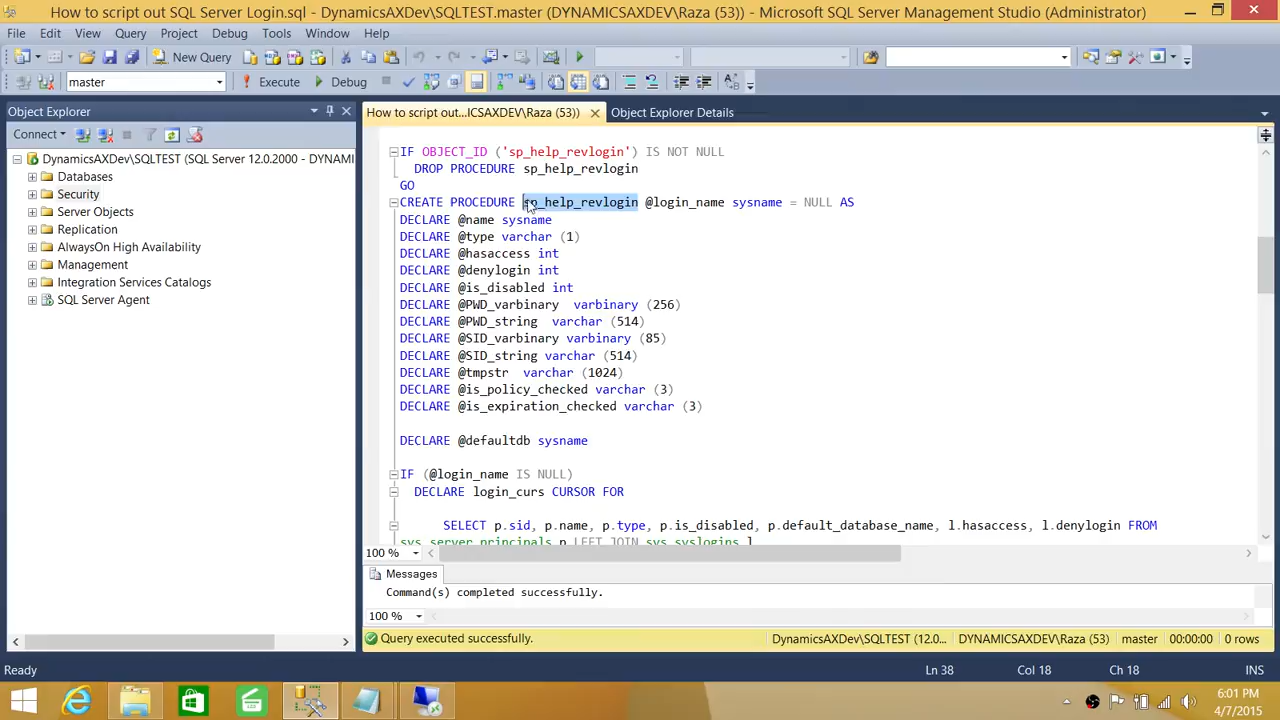 How to script out SQL Server Login.sql - DynamicsAXDev\SQLTEST.master (DYNAMICSAXDEV\Raza (53)) - Microsoft SQL Server Management Studio (Administrator)
File Edit View Query Project Debug Tools Window Help
New Query
master Execute Debug
Object Explorer
Connect
DynamicsAXDev\SQLTEST (SQL Server 12.0.2000 - DYNAMI
Databases
Security
Server Objects
Replication
AlwaysOn High Availability
Management
Integration Services Catalogs
SQL Server Agent
How to script out...ICSAXDEV\Raza (53)) Object Explorer Details
IF OBJECT_ID ('sp_help_revlogin') IS NOT NULL
DROP PROCEDURE sp_help_revlogin
GO
CREATE PROCEDURE sp_help_revlogin @login_name sysname = NULL AS
DECLARE @name sysname
DECLARE @type varchar (1)
DECLARE @hasaccess int
DECLARE @denylogin int
DECLARE @is_disabled int
DECLARE @PWD_varbinary varbinary (256)
DECLARE @PWD_string varchar (514)
DECLARE @SID_varbinary varbinary (85)
DECLARE @SID_string varchar (514)
DECLARE @tmpstr varchar (1024)
DECLARE @is_policy_checked varchar (3)
DECLARE @is_expiration_checked varchar (3)
DECLARE @defaultdb sysname
IF (@login_name IS NULL)
DECLARE login_curs CURSOR FOR
SELECT p.sid, p.name, p.type, p.is_disabled, p.default_database_name, l.hasaccess, l.denylogin FROM
sys.server_principals p LEFT JOIN sys.syslogins l
100 %
Messages
Command(s) completed successfully.
100 %
Query executed successfully. DynamicsAXDev\SQLTEST (12.0... DYNAMICSAXDEV\Raza (53) master 00:00:00 0 rows
Ready Ln 38 Col 18 Ch 18 INS
6:01 PM
4/7/2015